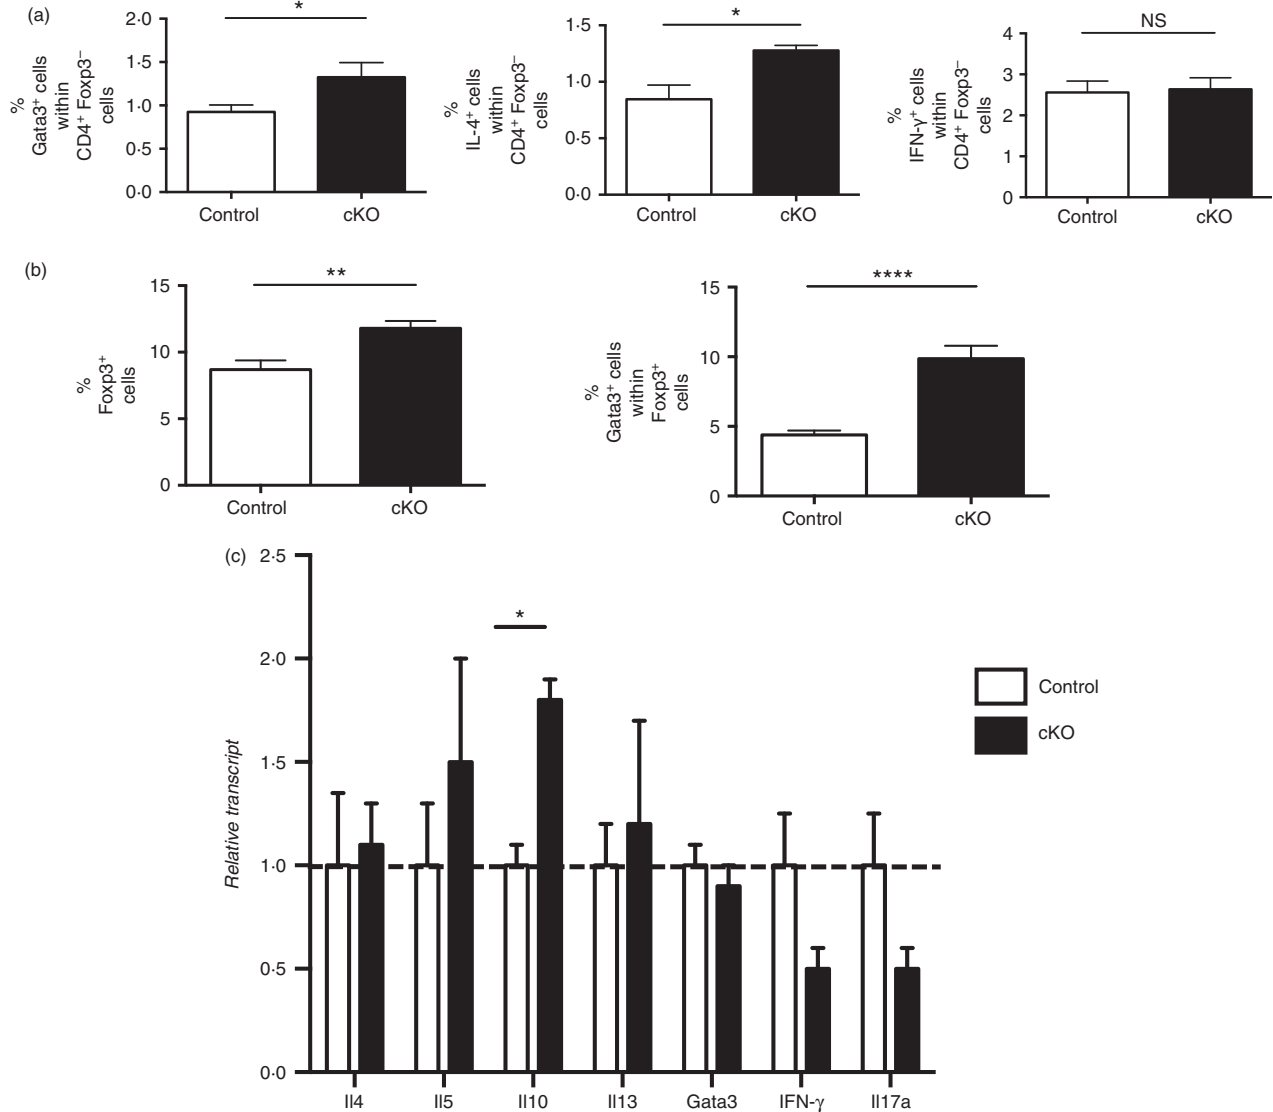 (a)
%
Gata3⁺ cells
within
CD4⁺ Foxp3⁻
cells
2·0
1·5
1·0
0·5
0·0
*
Control
cKO
%
IL-4⁺ cells
within
CD4⁺ Foxp3⁻
cells
1·5
1·0
0·5
0·0
*
Control
cKO
%
IFN-γ⁺ cells
within
CD4⁺ Foxp3⁻
cells
4
3
2
1
0
NS
Control
cKO
(b)
%
Foxp3⁺
cells
15
10
5
0
**
Control
cKO
%
Gata3⁺ cells
within
Foxp3⁺
cells
15
10
5
0
****
Control
cKO
(c)
Relative transcript
2·5
2·0
1·5
1·0
0·5
0·0
*
Il4
Il5
Il10
Il13
Gata3
IFN-γ
Il17a
Control
cKO